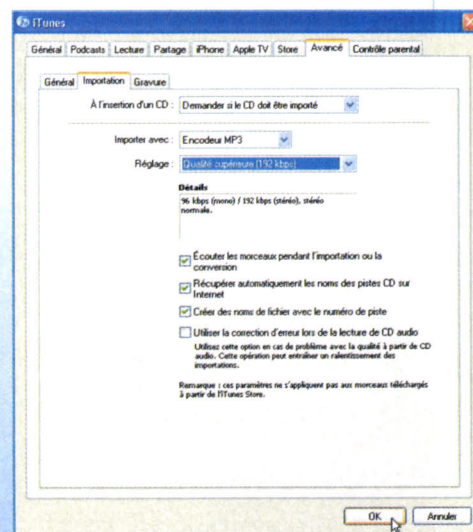 iTunes
Général Podcasts Lecture Partage iPhone Apple TV Store Avancé Contrôle parental
Général Importation Gravure
À l'insertion d'un CD : Demander si le CD doit être importé
Importer avec : Encodeur MP3
Réglage : Qualité supérieure (192 kbps)
Détails
96 kbps (mono) / 192 kbps (stéréo), stéréo
normale.
Écouter les morceaux pendant l'importation ou la
conversion
Récupérer automatiquement les noms des pistes CD sur
Internet
Créer des noms de fichier avec le numéro de piste
Utiliser la correction d'erreur lors de la lecture de CD audio
Utilisez cette option en cas de problème avec la qualité à partir de CD
audio. Cette opération peut entraîner un ralentissement des
importations.
Remarque : ces paramètres ne s'appliquent pas aux morceaux téléchargés
à partir de l'iTunes Store.
OK Annuler